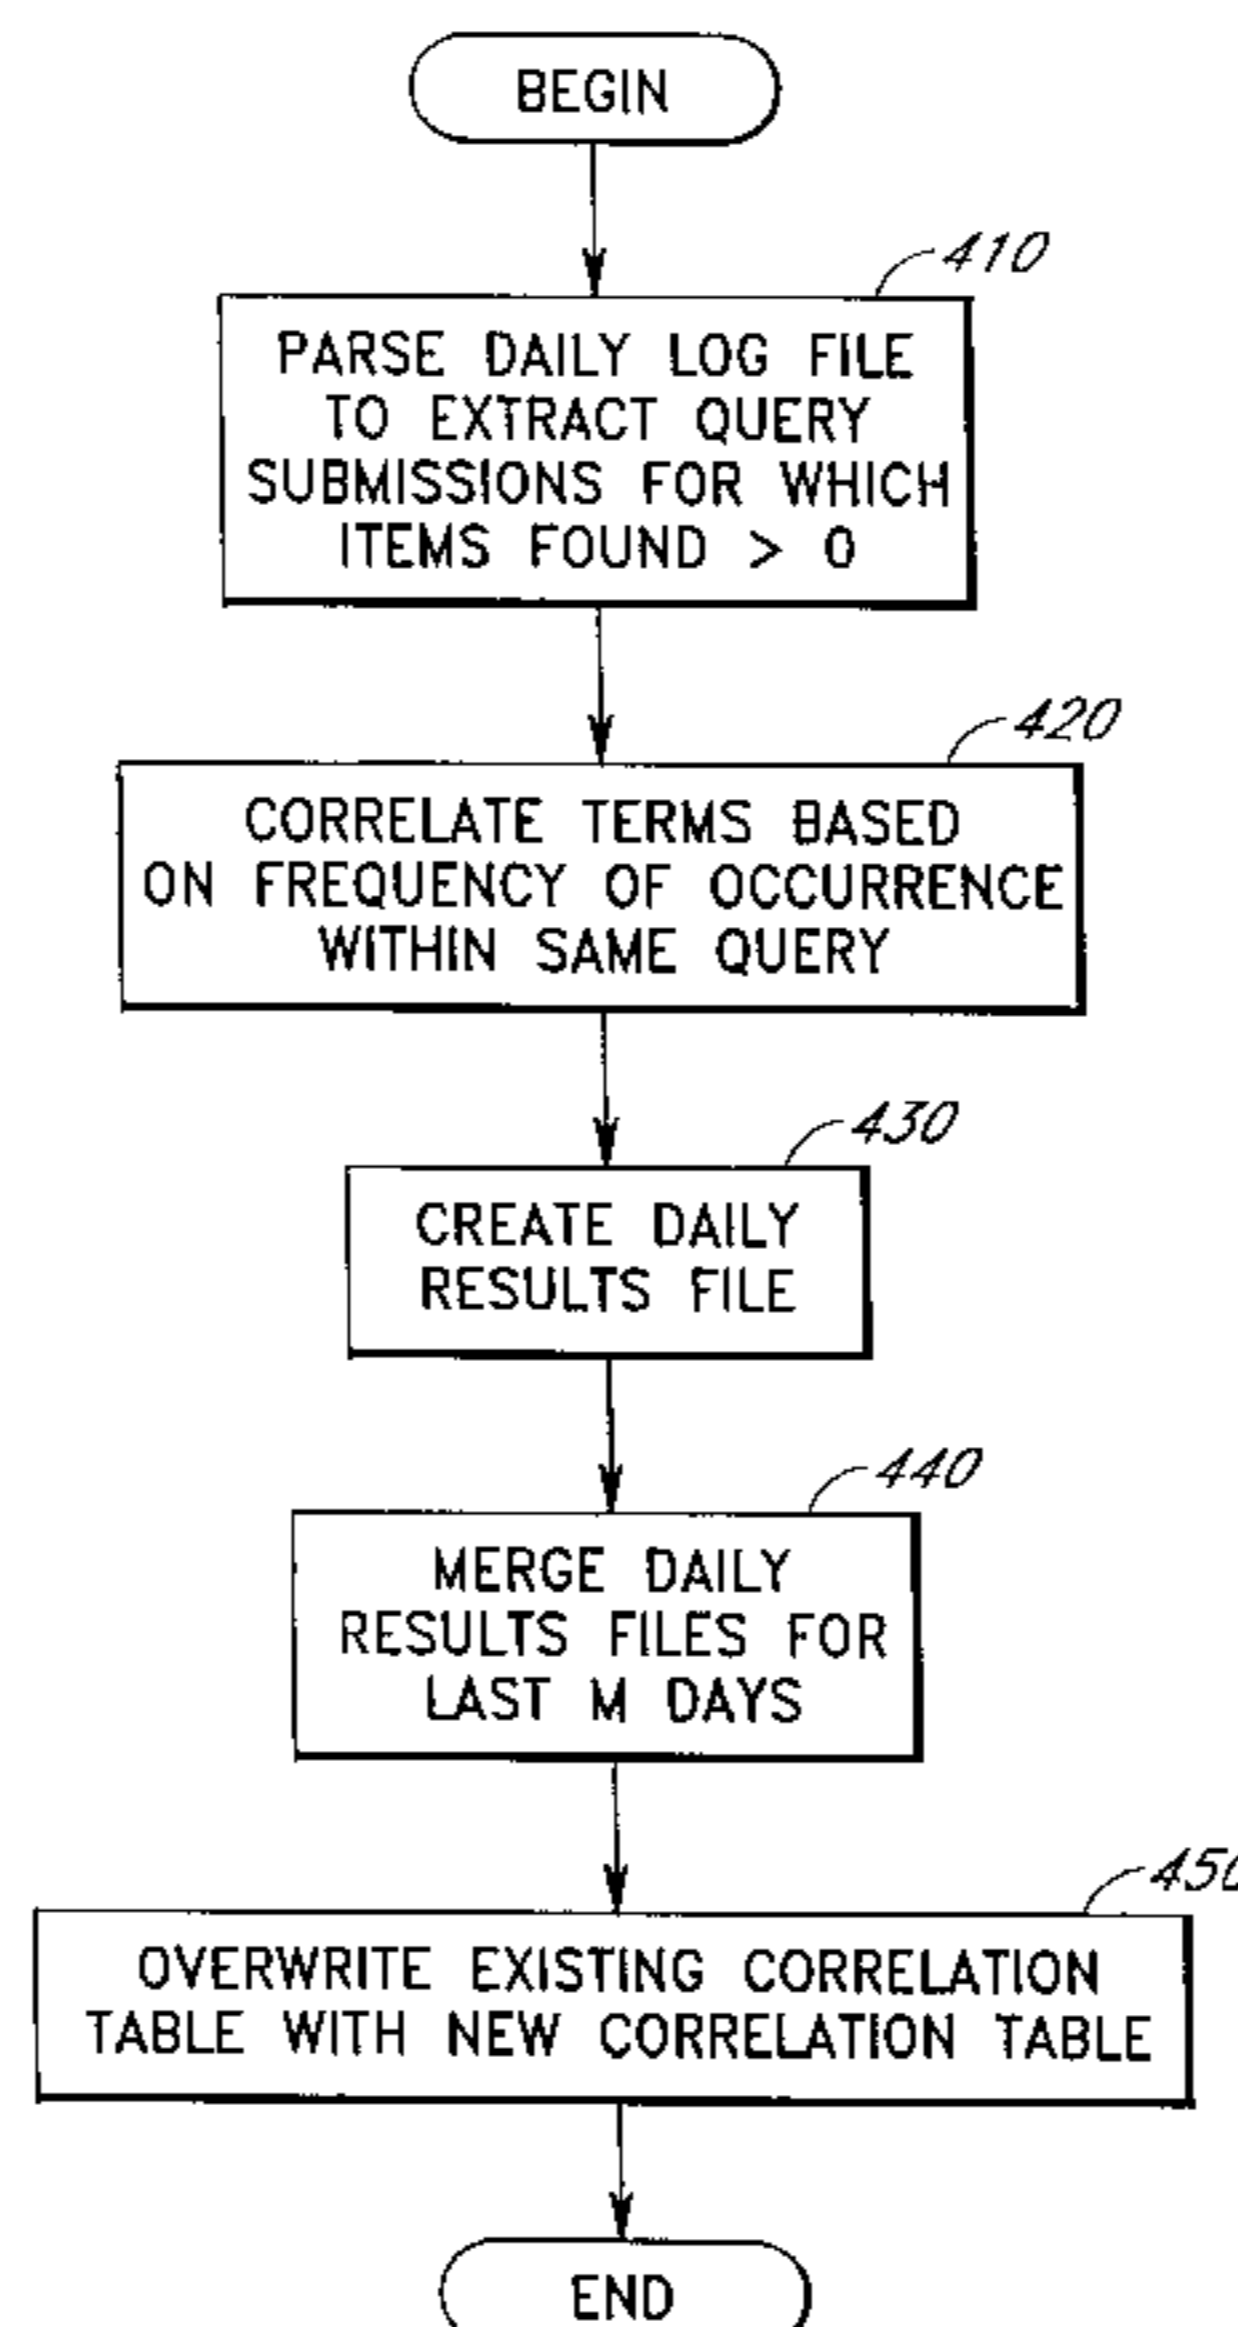 BEGIN
410
PARSE DAILY LOG FILE
TO EXTRACT QUERY
SUBMISSIONS FOR WHICH
ITEMS FOUND > 0
420
CORRELATE TERMS BASED
ON FREQUENCY OF OCCURRENCE
WITHIN SAME QUERY
430
CREATE DAILY
RESULTS FILE
440
MERGE DAILY
RESULTS FILES FOR
LAST M DAYS
450
OVERWRITE EXISTING CORRELATION
TABLE WITH NEW CORRELATION TABLE
END